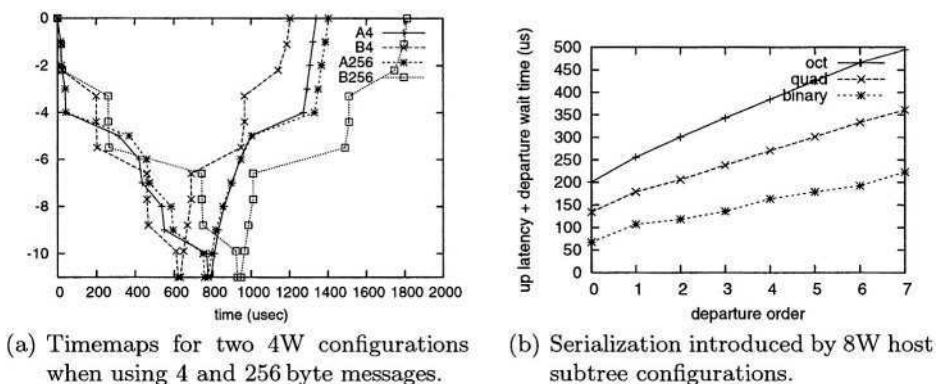 0
-2
-4
-6
-8
-10
A4
B4
A256
B256
0 200 400 600 800 1000 1200 1400 1600 1800 2000
time (usec)
(a) Timemaps for two 4W configurations
when using 4 and 256 byte messages.
up latency + departure wait time (us)
500
450
400
350
300
250
200
150
100
50
0
oct
quad
binary
0 1 2 3 4 5 6 7
departure order
(b) Serialization introduced by 8W host
subtree configurations.